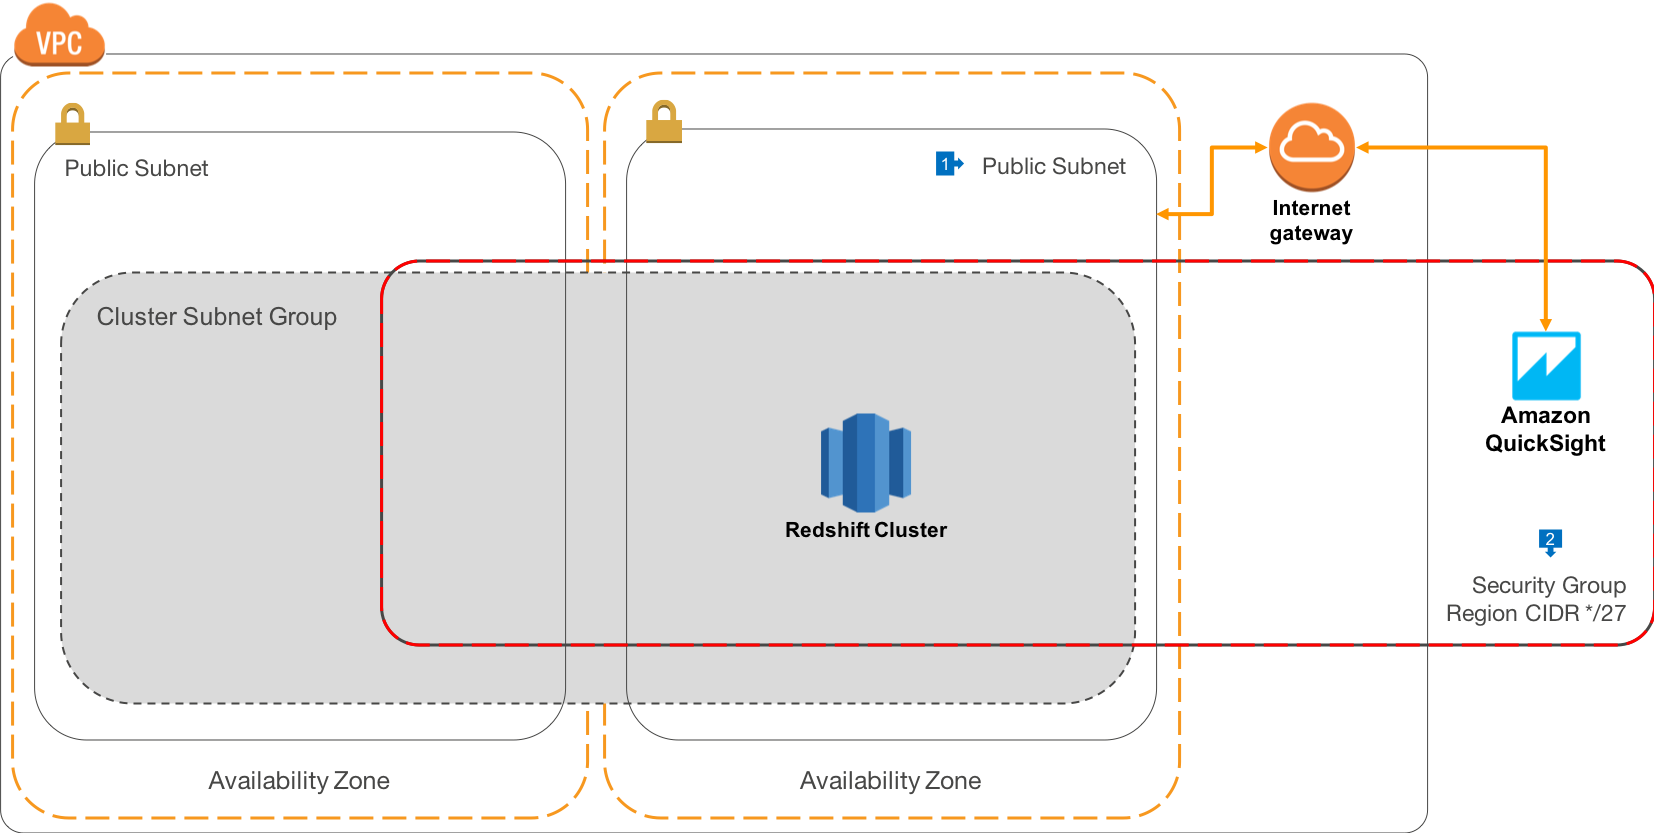 VPC
Public Subnet
1
Public Subnet
Internet
gateway
Cluster Subnet Group
Amazon
QuickSight
Redshift Cluster
2
Security Group
Region CIDR */27
Availability Zone
Availability Zone